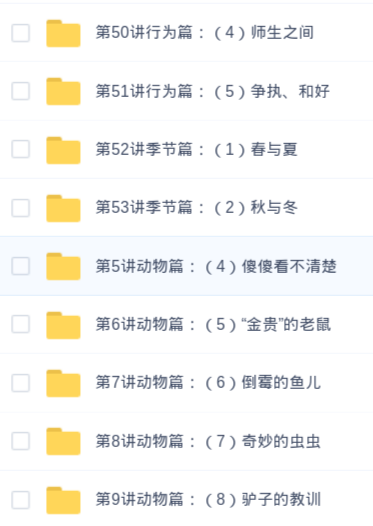 第50讲行为篇：（4）师生之间
第51讲行为篇：（5）争执、和好
第52讲季节篇：（1）春与夏
第53讲季节篇：（2）秋与冬
第5讲动物篇：（4）傻傻看不清楚
第6讲动物篇：（5）“金贵”的老鼠
第7讲动物篇：（6）倒霉的鱼儿
第8讲动物篇：（7）奇妙的虫虫
第9讲动物篇：（8）驴子的教训